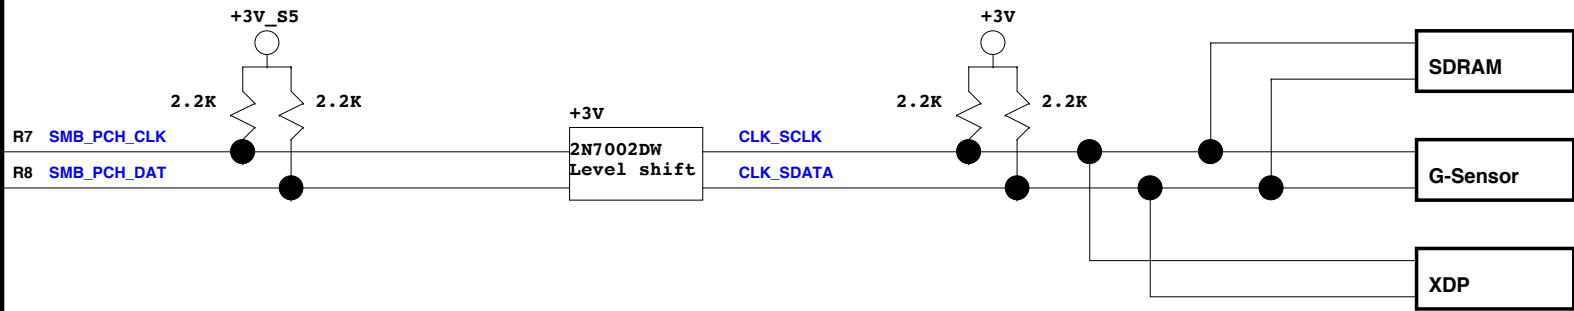 +3V_S5
+3V
2.2K
2.2K
2.2K
2.2K
SDRAM
+3V
R7 SMB_PCH_CLK
CLK_SCLK
2N7002DW
Level shift
R8 SMB_PCH_DAT
CLK_SDATA
G-Sensor
XDP